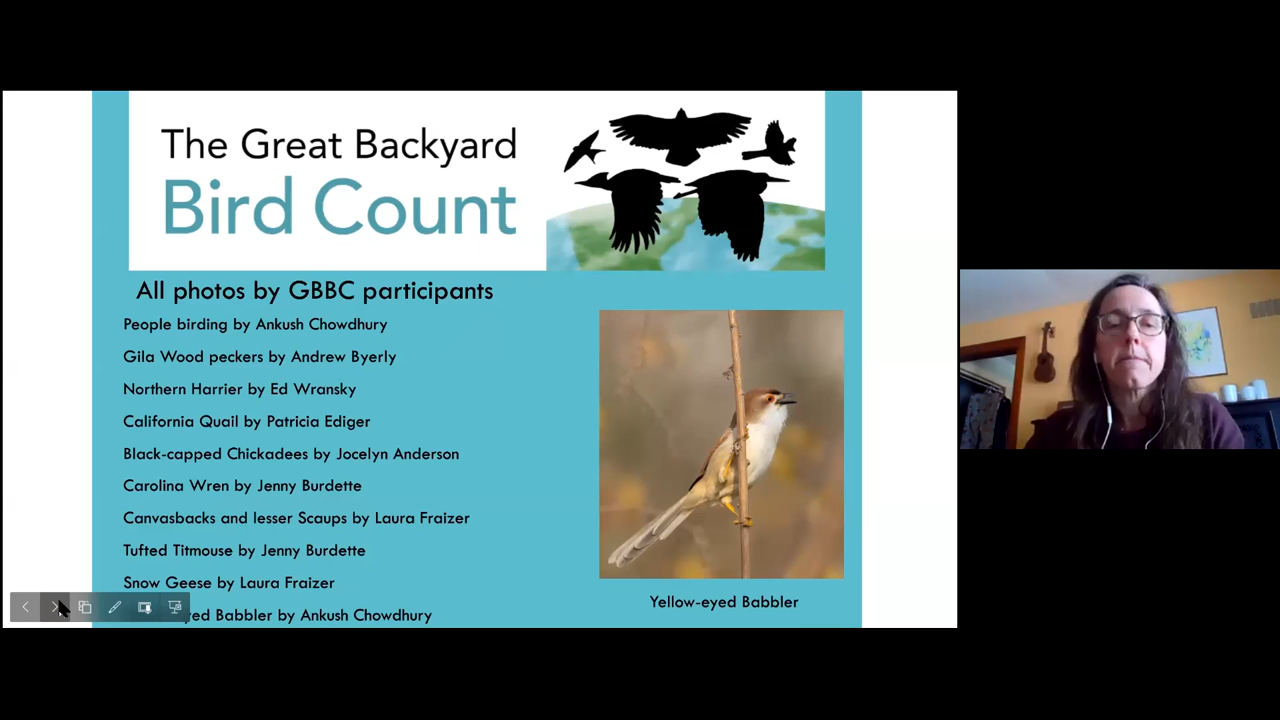 The Great Backyard
Bird Count
All photos by GBBC participants
People birding by Ankush Chowdhury
Gila Wood peckers by Andrew Byerly
Northern Harrier by Ed Wransky
California Quail by Patricia Ediger
Black-capped Chickadees by Jocelyn Anderson
Carolina Wren by Jenny Burdette
Canvasbacks and lesser Scaups by Laura Fraizer
Tufted Titmouse by Jenny Burdette
Snow Geese by Laura Fraizer
yed Babbler by Ankush Chowdhury
Yellow-eyed Babbler